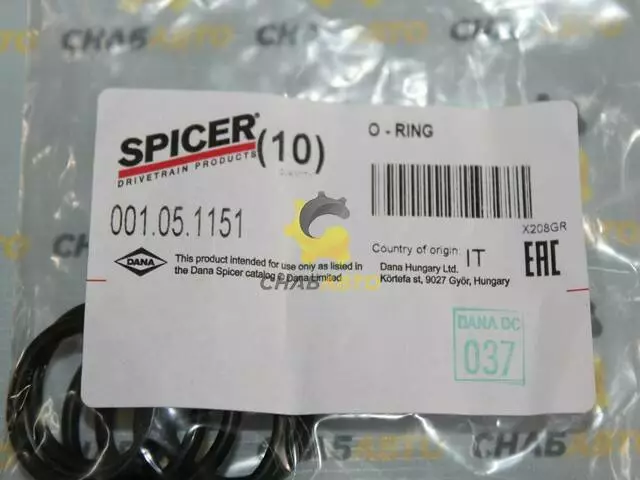 СНАБАВТО
SPICER®
DRIVETRAIN PRODUCTS
(10)
O - RING
001.05.1151
X208GR
DANA
This product intended for use only as listed in
the Dana Spicer catalog © Dana Limited
Country of origin: IT
Dana Hungary Ltd.
Körtefa st, 9027 Győr, Hungary
EAC
СНАБАВТО
DANA DC
037
СНАБАВТО